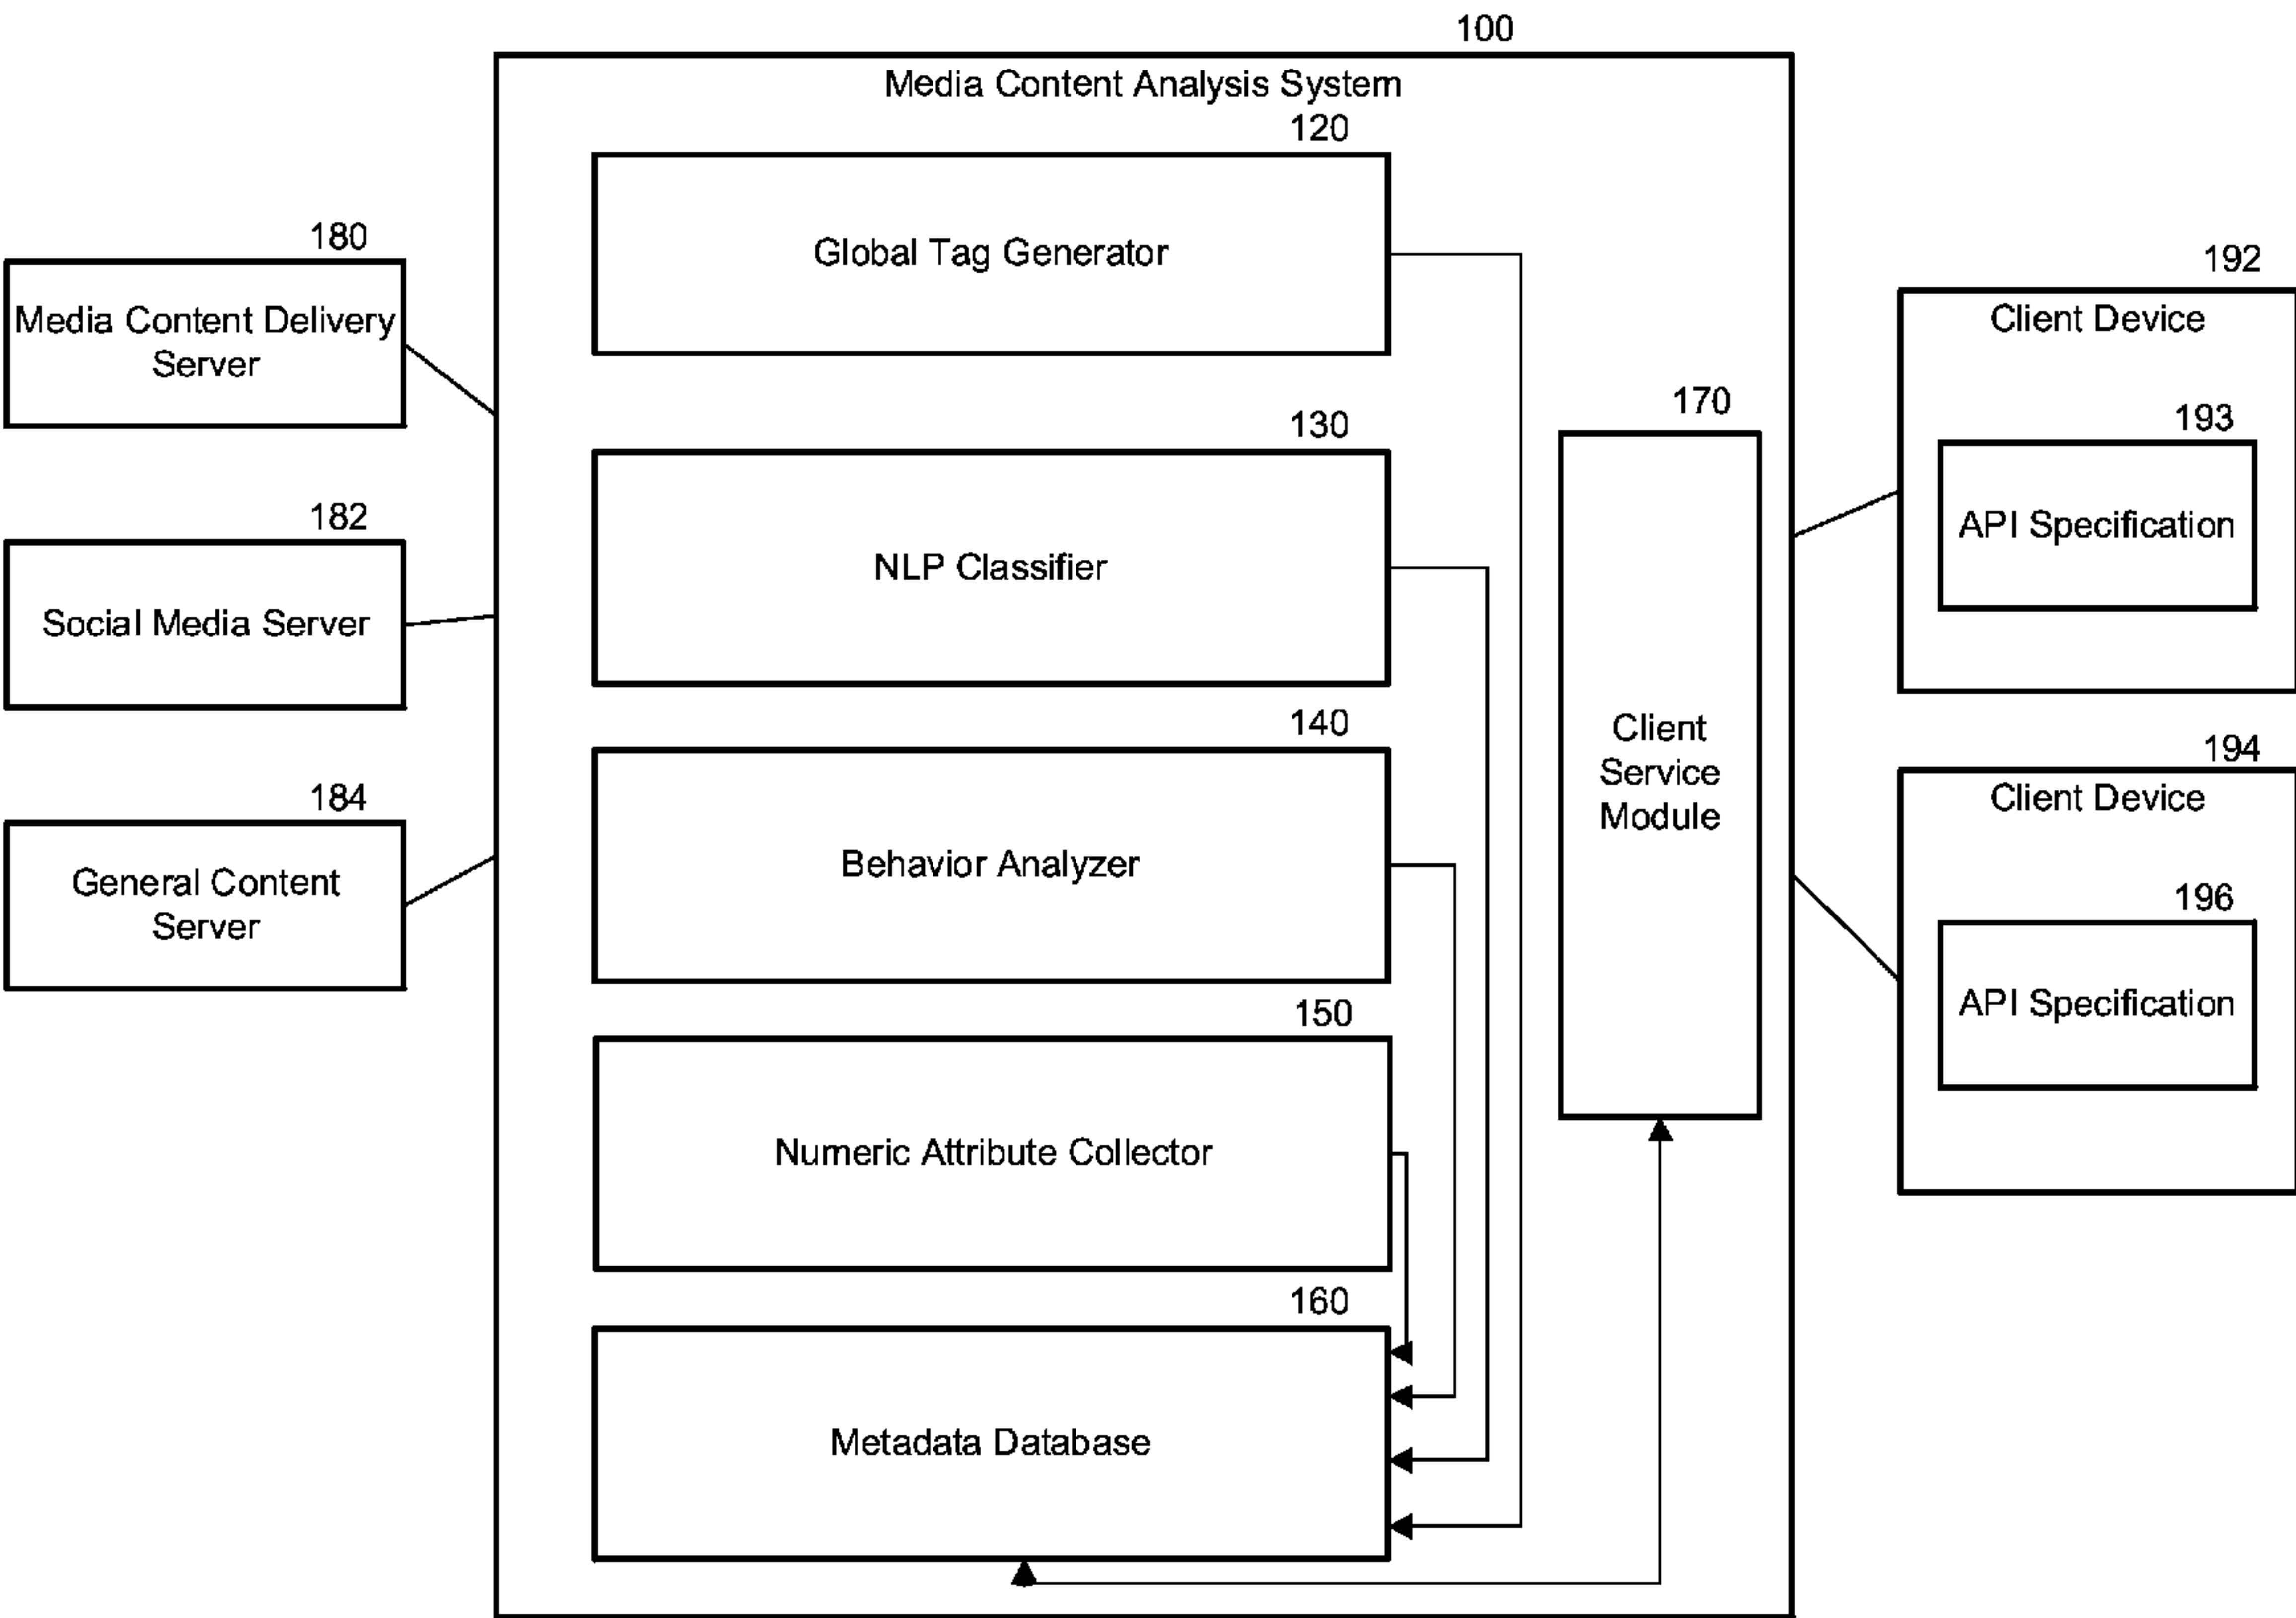 100
Media Content Analysis System
120
Global Tag Generator
180
Media Content Delivery
Server
192
Client Device
193
API Specification
170
Client
Service
Module
130
NLP Classifier
182
Social Media Server
140
Behavior Analyzer
194
Client Device
196
API Specification
184
General Content
Server
150
Numeric Attribute Collector
160
Metadata Database